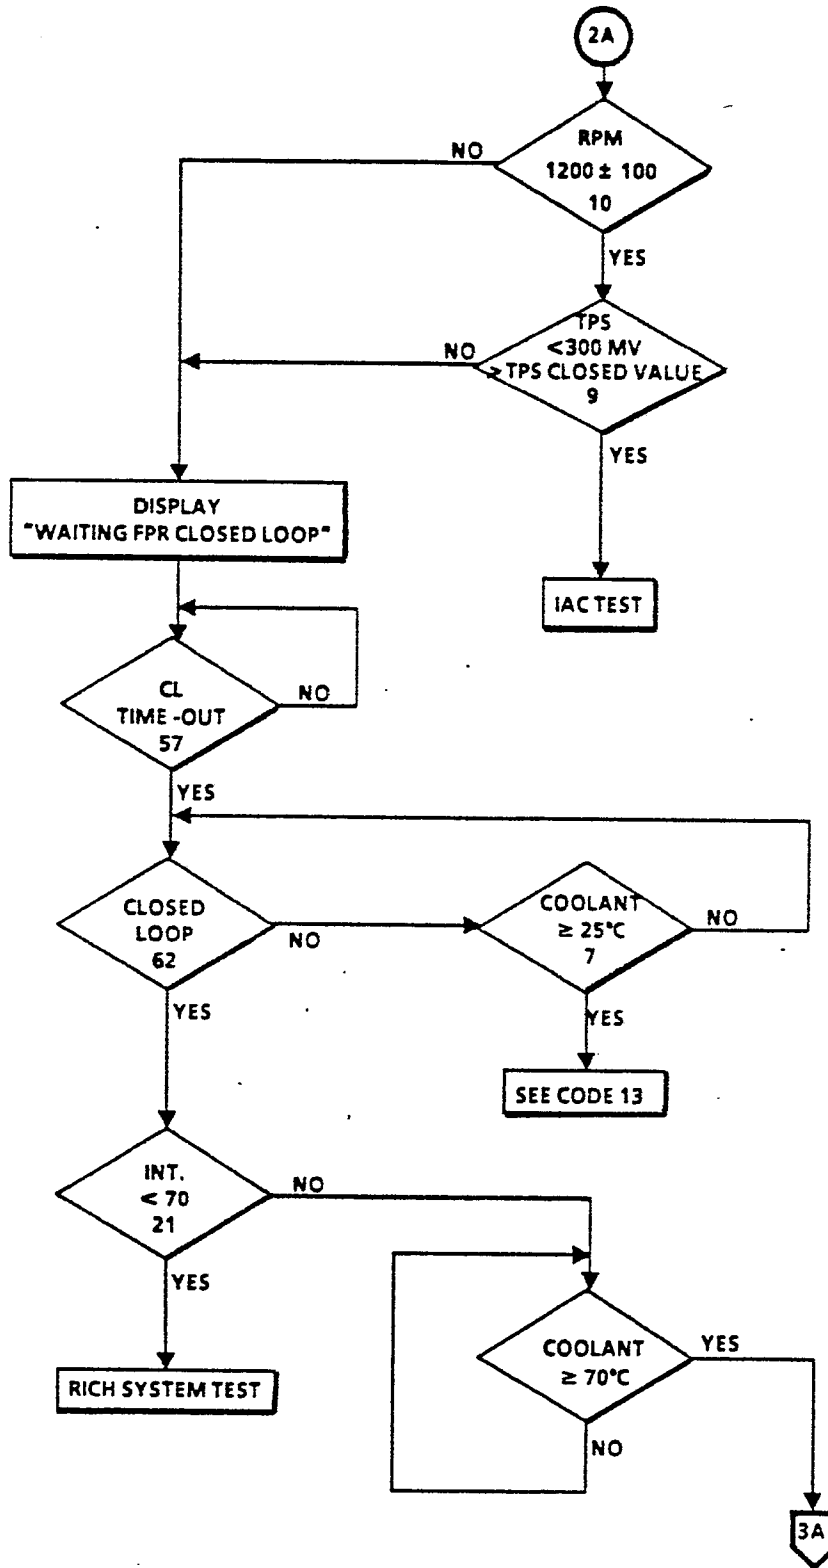 2A
RPM
1200 ± 100
10
NO
YES
TPS
<300 MV
> TPS CLOSED VALUE
9
NO
YES
DISPLAY
"WAITING FPR CLOSED LOOP"
IAC TEST
CL
TIME -OUT
57
NO
YES
CLOSED
LOOP
62
NO
COOLANT
≥ 25°C
7
NO
YES
YES
SEE CODE 13
INT.
< 70
21
NO
YES
RICH SYSTEM TEST
COOLANT
≥ 70°C
YES
NO
3A